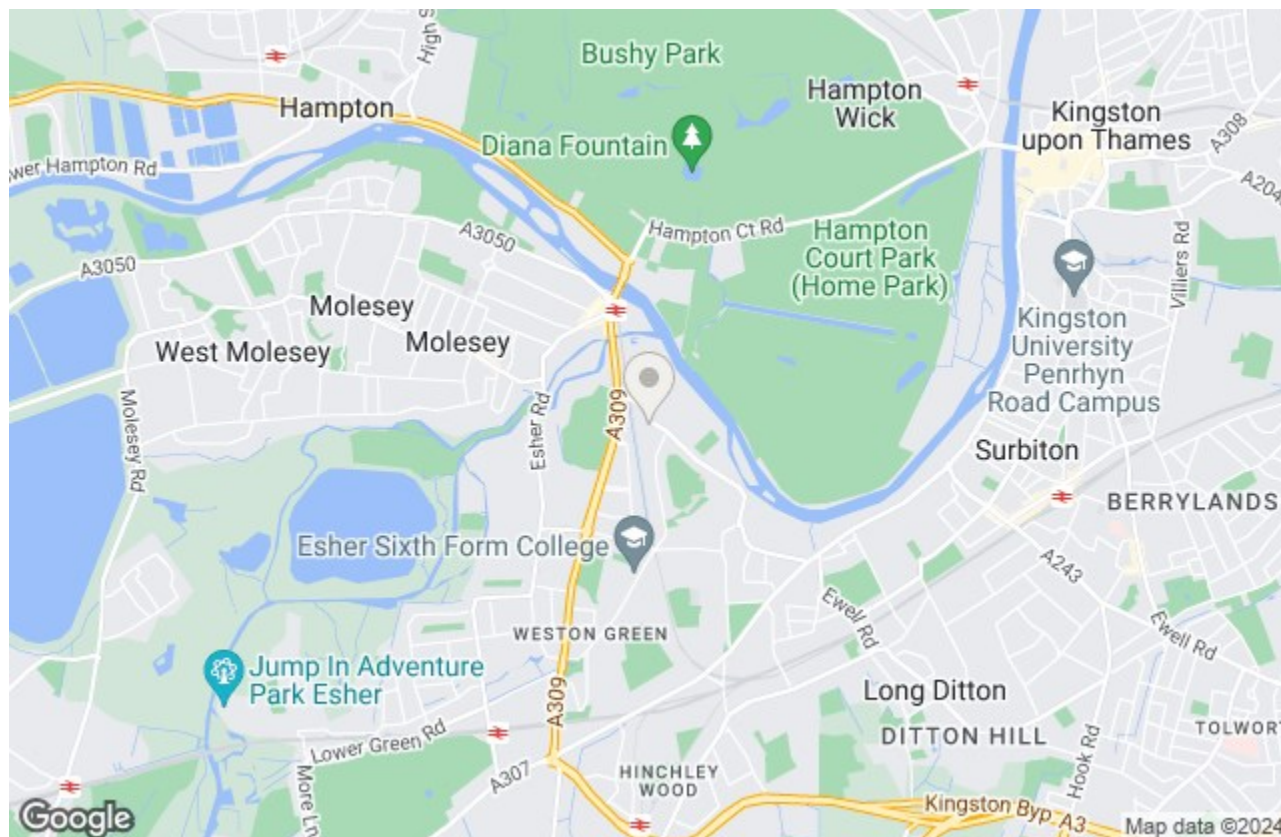 High S
Bushy Park
Hampton
Wick
Hampton
Kingston
upon Thames
A308
Diana Fountain
ower Hampton Rd
A204
A3050
Hampton Ct Rd
Hampton
Court Park
(Home Park)
Villiers Rd
A3050
Molesey
Molesey
West Molesey
Kingston
University
Penrhyn
Road Campus
A309
Molesey Rd
Esher Rd
Surbiton
BERRYLANDS
Esher Sixth Form College
A243
Ewell Rd
Ewell Rd
WESTON GREEN
Jump In Adventure
Park Esher
A309
Long Ditton
Lower Green Rd
DITTON HILL
TOLWORT
Hook Rd
A307
More Ln
HINCHLEY
WOOD
Kingston Byp A3
Google
Map data ©2024